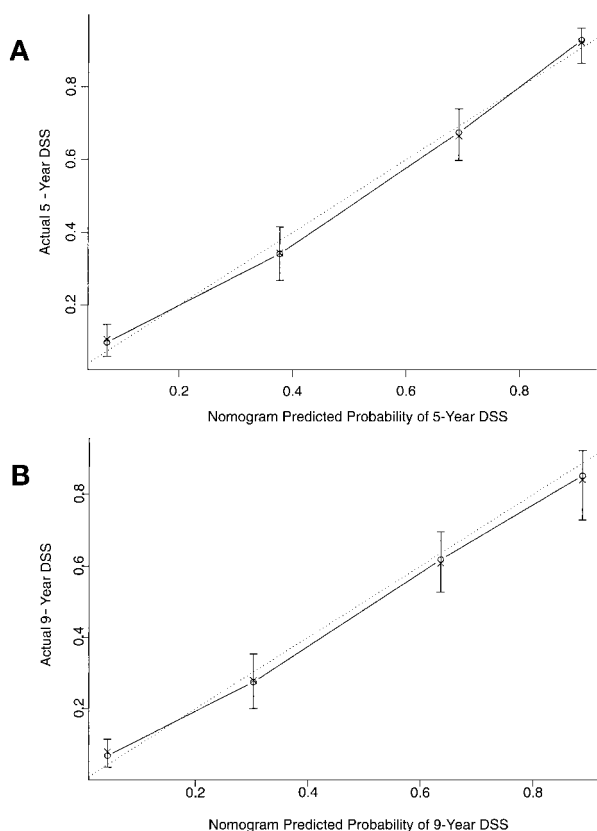 A
Actual 5 - Year DSS
0.8
0.6
0.4
0.2
0.2 0.4 0.6 0.8
Nomogram Predicted Probability of 5-Year DSS
B
Actual 9- Year DSS
0.8
0.6
0.4
0.2
0.2 0.4 0.6 0.8
Nomogram Predicted Probability of 9-Year DSS